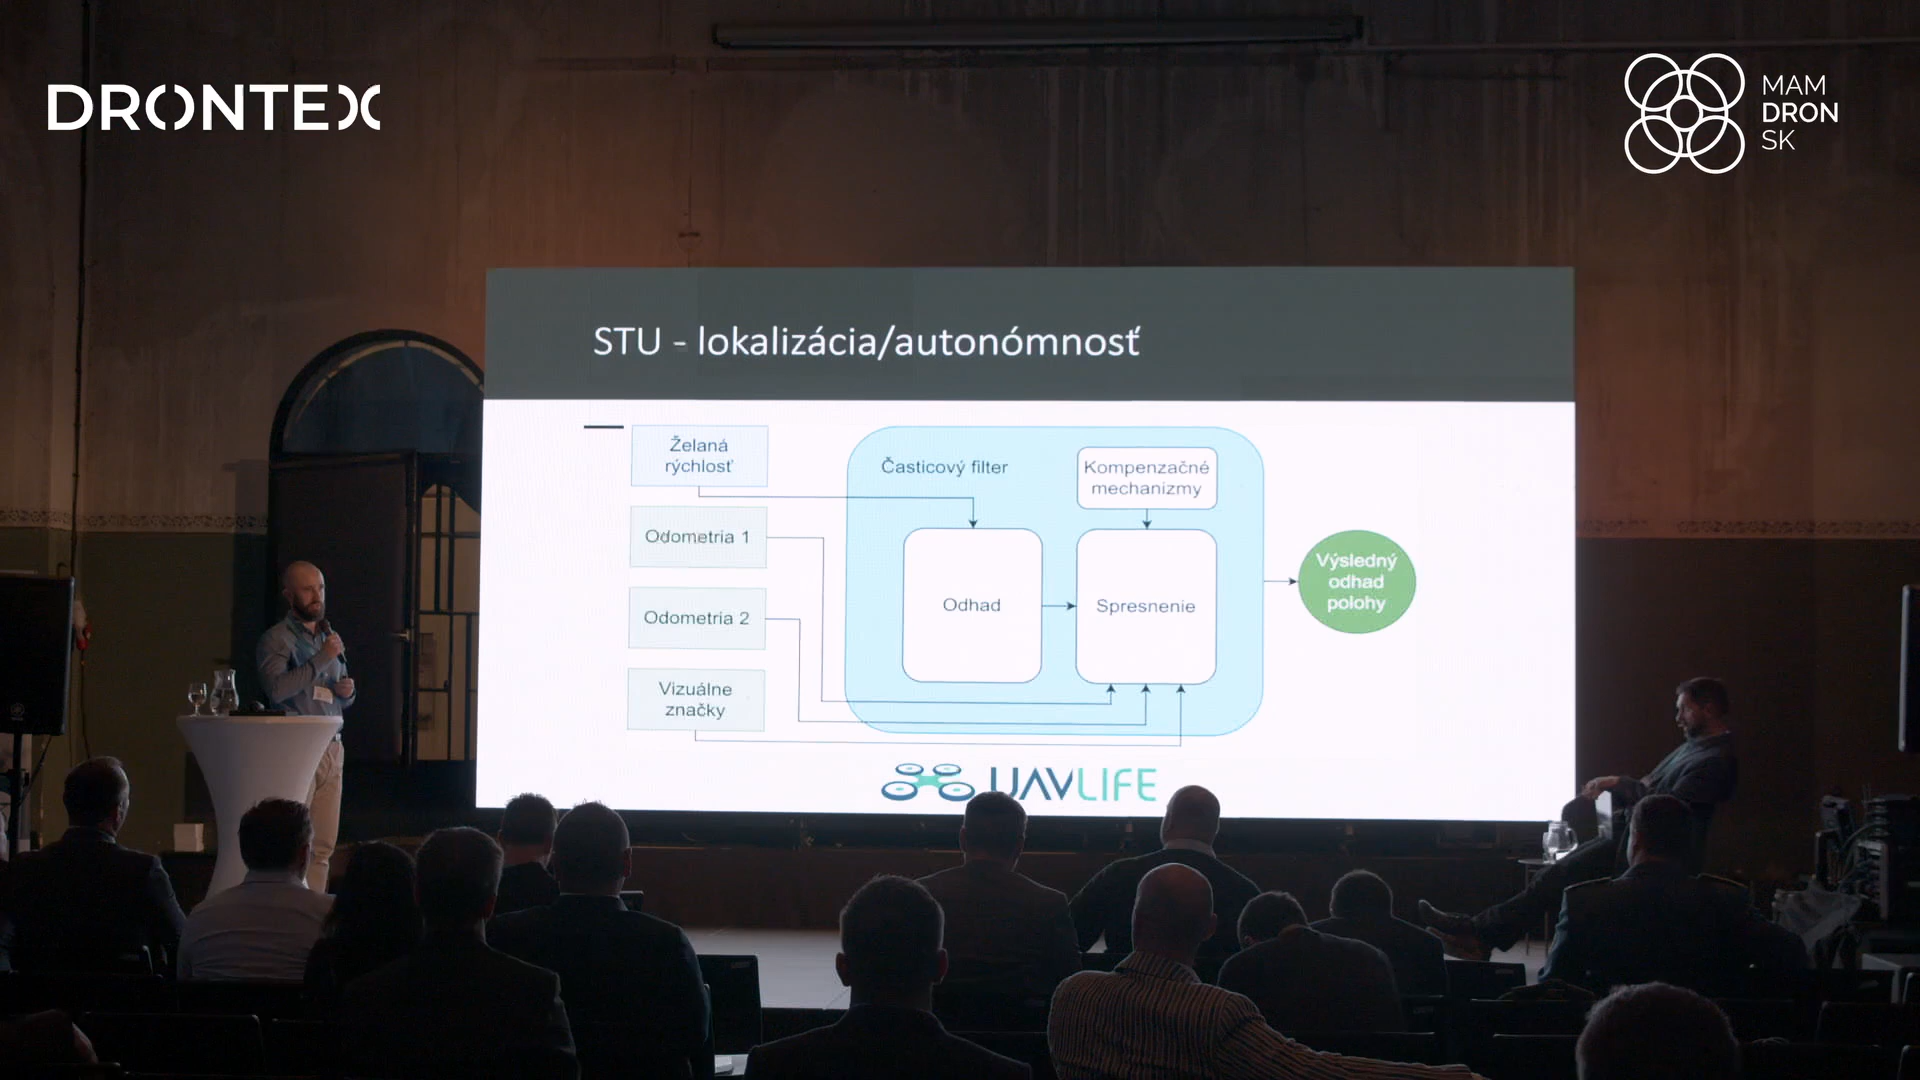 DRONTEX
MAM
DRON
SK
STU - lokalizácia/autonómnosť
Želaná
rýchlosť
Odometria 1
Odometria 2
Vizuálne
značky
Časticový filter
Kompenzačné
mechanizmy
Odhad
Spresnenie
Výsledný
odhad
polohy
UAVLIFE